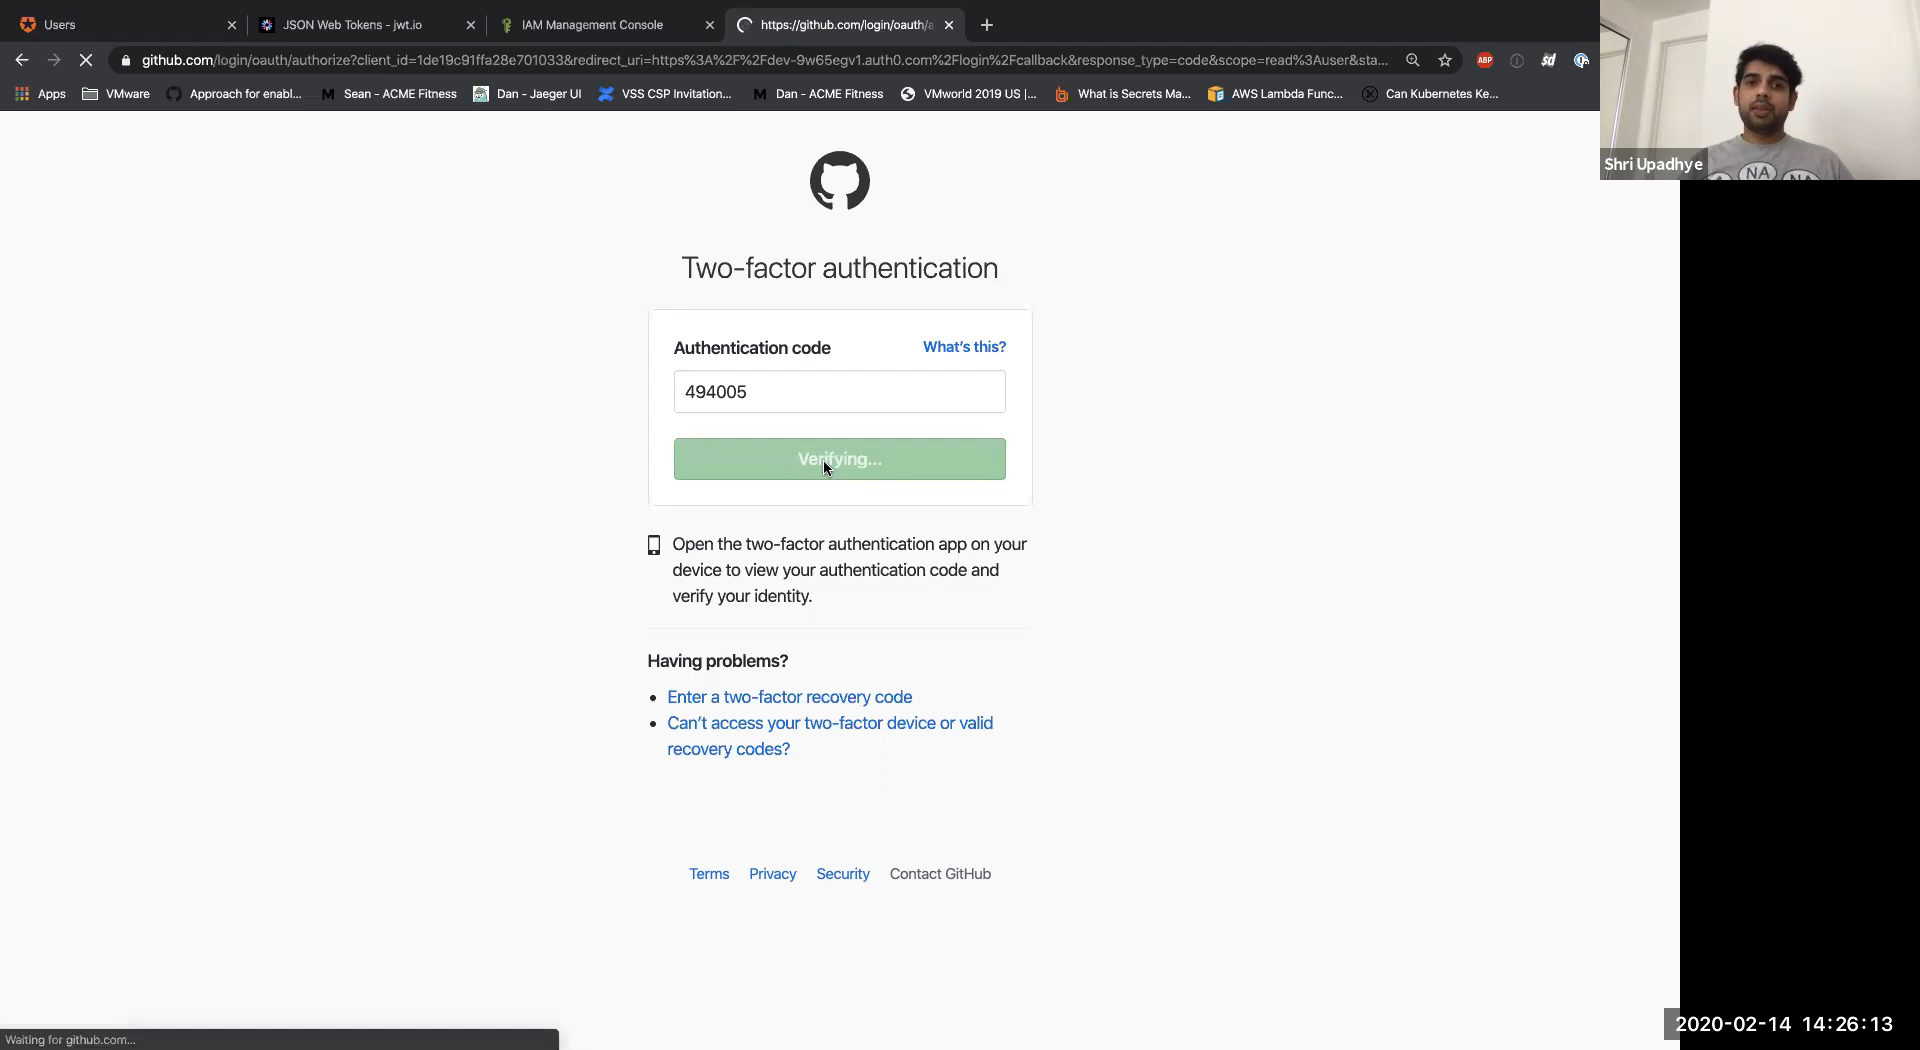 Users
JSON Web Tokens - jwt.io
IAM Management Console
https://github.com/login/oauth/a
github.com/login/oauth/authorize?client_id=1de19c91ffa28e701033&redirect_uri=https%3A%2F%2Fdev-9w65egv1.auth0.com%2Flogin%2Fcallback&response_type=code&scope=read%3Auser&sta...
ABP
Apps
VMware
Approach for enabl...
Sean - ACME Fitness
Dan - Jaeger UI
VSS CSP Invitation...
Dan - ACME Fitness
VMworld 2019 US |...
What is Secrets Ma...
AWS Lambda Func...
Can Kubernetes Ke...
Shri Upadhye
NA
Two-factor authentication
Authentication code
What's this?
494005
Verifying...
Open the two-factor authentication app on your
device to view your authentication code and
verify your identity.
Having problems?
Enter a two-factor recovery code
Can't access your two-factor device or valid
recovery codes?
Terms
Privacy
Security
Contact GitHub
Waiting for github.com...
2020-02-14 14:26:13